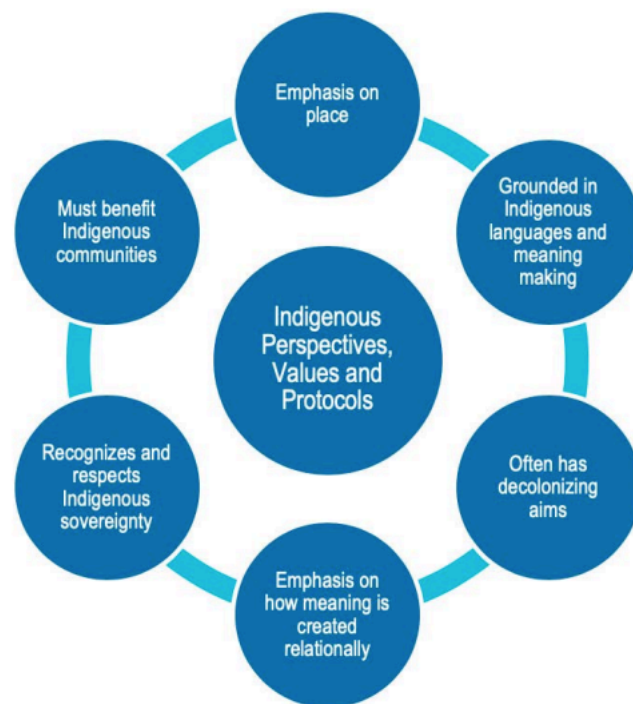 Emphasis on
place
Grounded in
Indigenous
languages and
meaning
making
Often has
decolonizing
aims
Emphasis on
how meaning is
created
relationally
Recognizes and
respects
Indigenous
sovereignty
Must benefit
Indigenous
communities
Indigenous
Perspectives,
Values and
Protocols